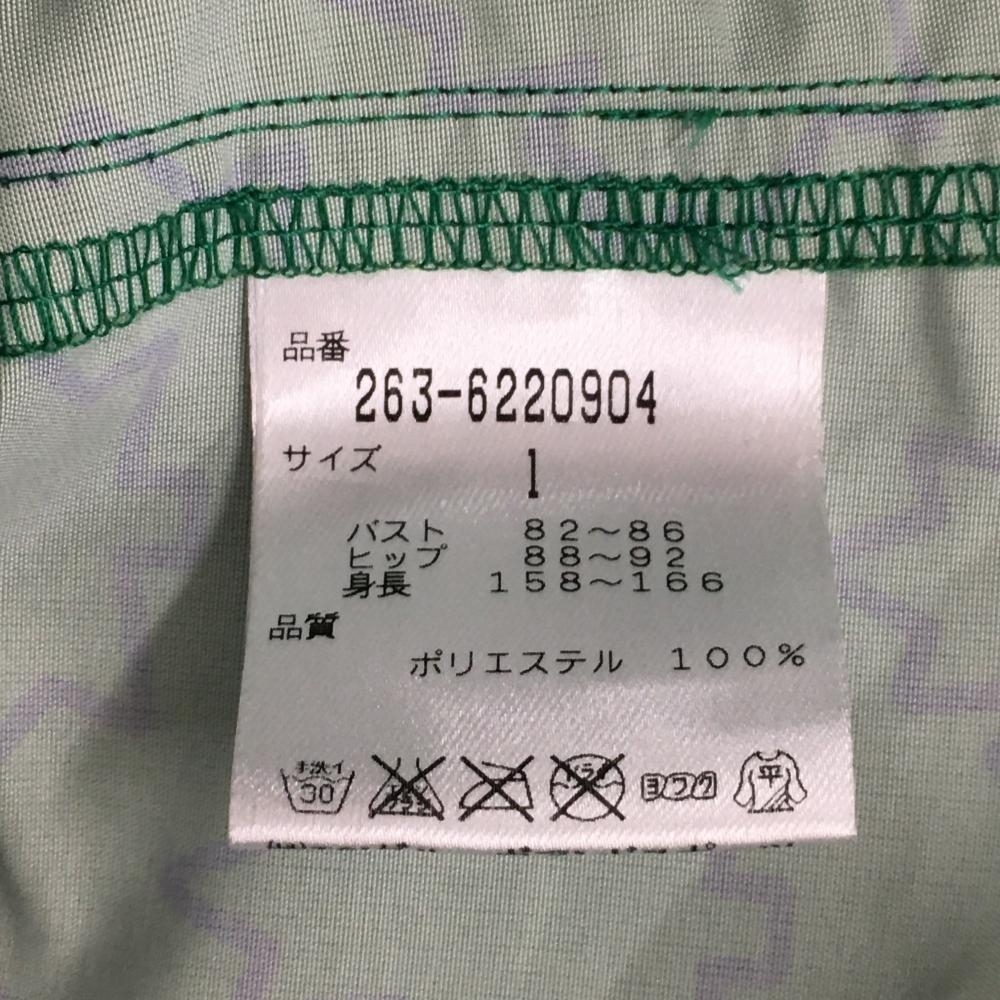 品番
263-6220904
サイズ 1
バスト 82～86
ヒップ 88～92
身長 158～166
品質
ポリエステル 100%
手洗イ 30 ヨワク 平